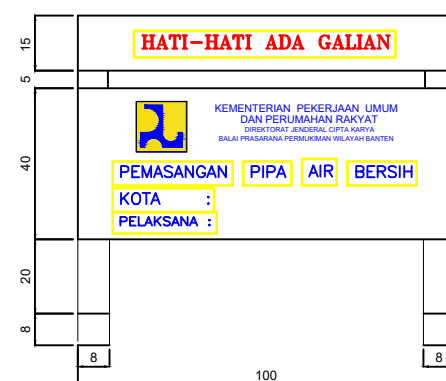 15
HATI-HATI ADA GALIAN
5
40
KEMENTERIAN PEKERJAAN UMUM
DAN PERUMAHAN RAKYAT
DIREKTORAT JENDERAL CIPTA KARYA
BALAI PRASARANA PERMUKIMAN WILAYAH BANTEN
PEMASANGAN PIPA AIR BERSIH
KOTA :
PELAKSANA :
20
8
8 8
100